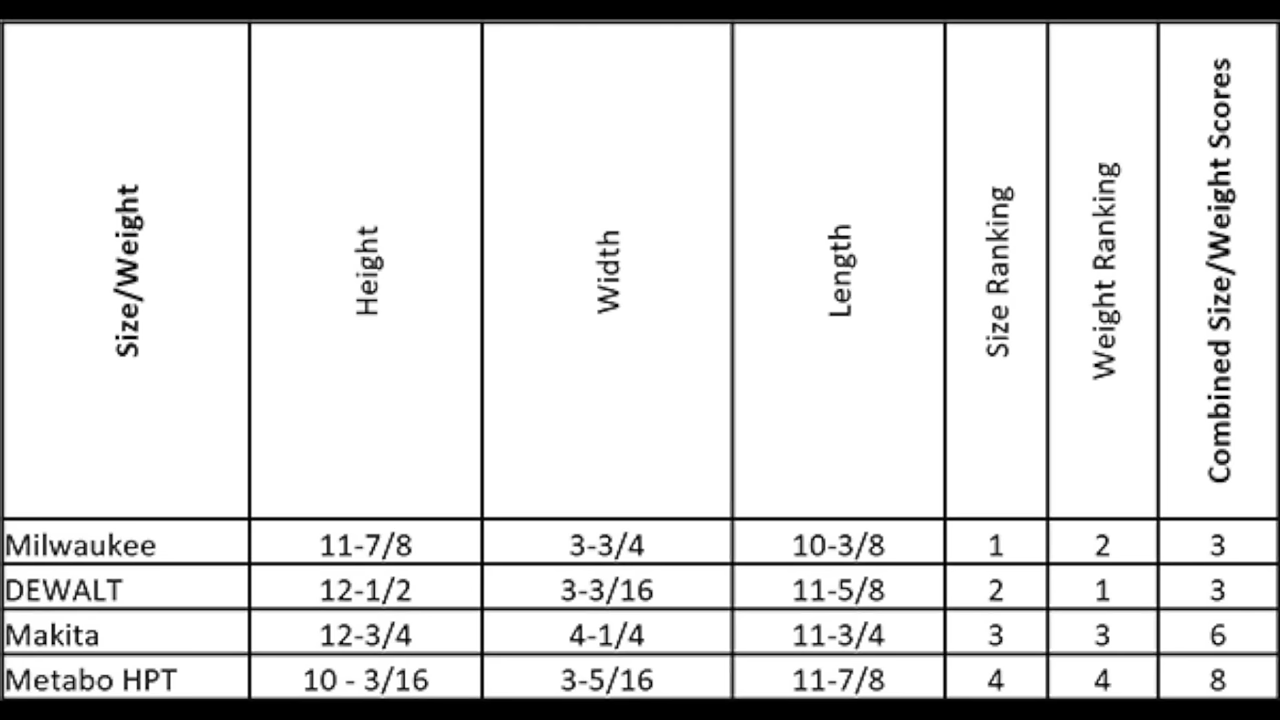 Size/Weight Height Width Length Size Ranking Weight Ranking Combined Size/Weight Scores
Milwaukee 11-7/8 3-3/4 10-3/8 1 2 3
DEWALT 12-1/2 3-3/16 11-5/8 2 1 3
Makita 12-3/4 4-1/4 11-3/4 3 3 6
Metabo HPT 10 - 3/16 3-5/16 11-7/8 4 4 8